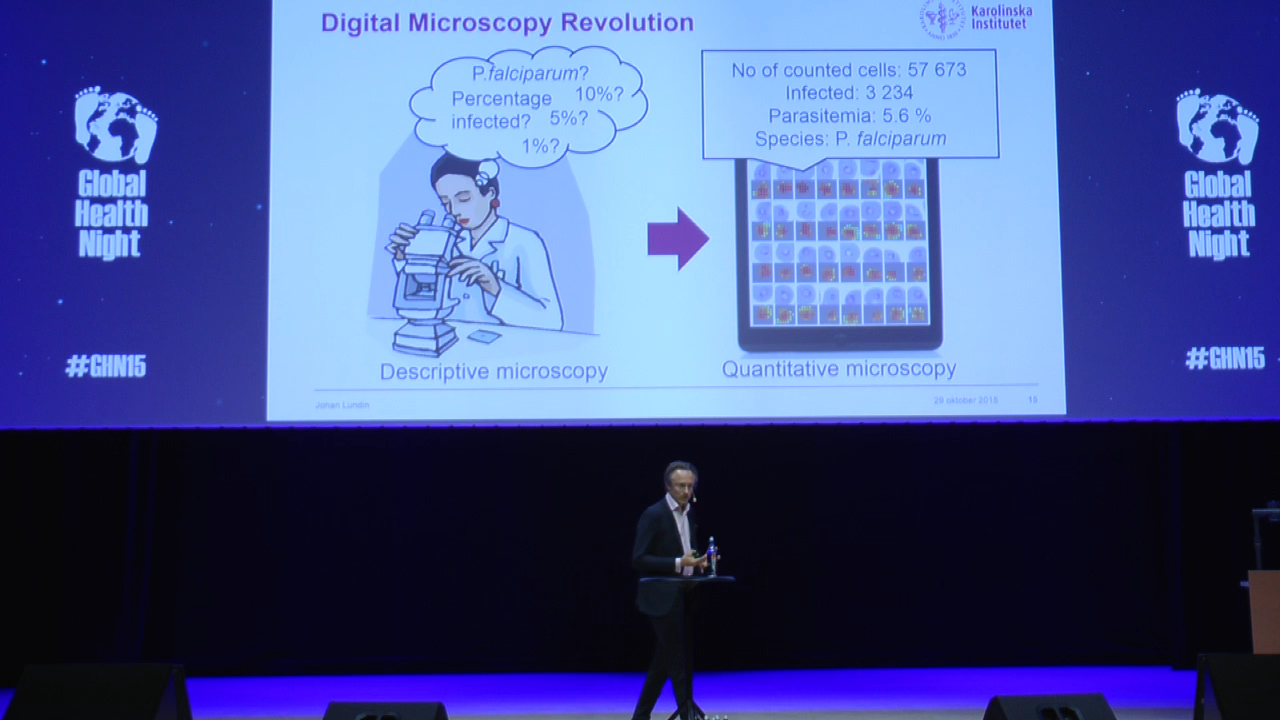 Digital Microscopy Revolution
Karolinska
Institutet
P.falciparum?
Percentage 10%?
infected? 5%?
1%?
No of counted cells: 57 673
Infected: 3 234
Parasitemia: 5.6 %
Species: P. falciparum
Descriptive microscopy
Quantitative microscopy
Johan Lundin
29 oktober 2015
Global
Health
Night
#GHN15
Global
Health
Night
#GHN15